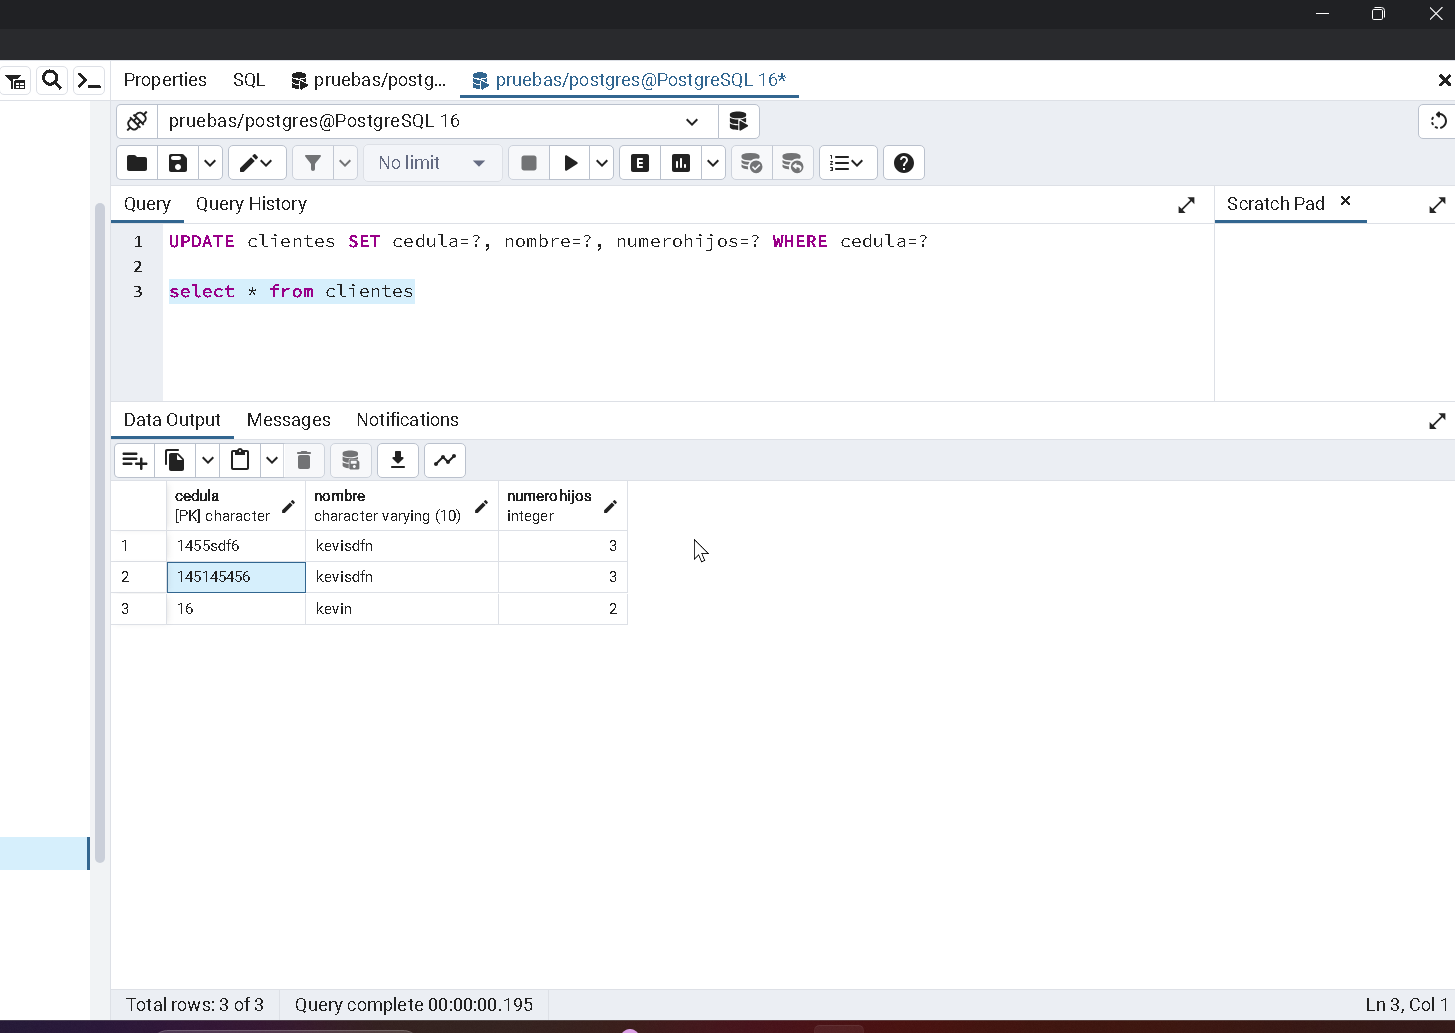 Properties SQL pruebas/postg... pruebas/postgres@PostgreSQL 16*
pruebas/postgres@PostgreSQL 16
No limit E
Query Query History Scratch Pad
1 UPDATE clientes SET cedula=?, nombre=?, numerohijos=? WHERE cedula=?
2
3 select * from clientes
Data Output Messages Notifications
cedula nombre numerohijos
[PK] character character varying (10) integer
1 1455sdf6 kevisdfn 3
2 145145456 kevisdfn 3
3 16 kevin 2
Total rows: 3 of 3 Query complete 00:00:00.195 Ln 3, Col 1